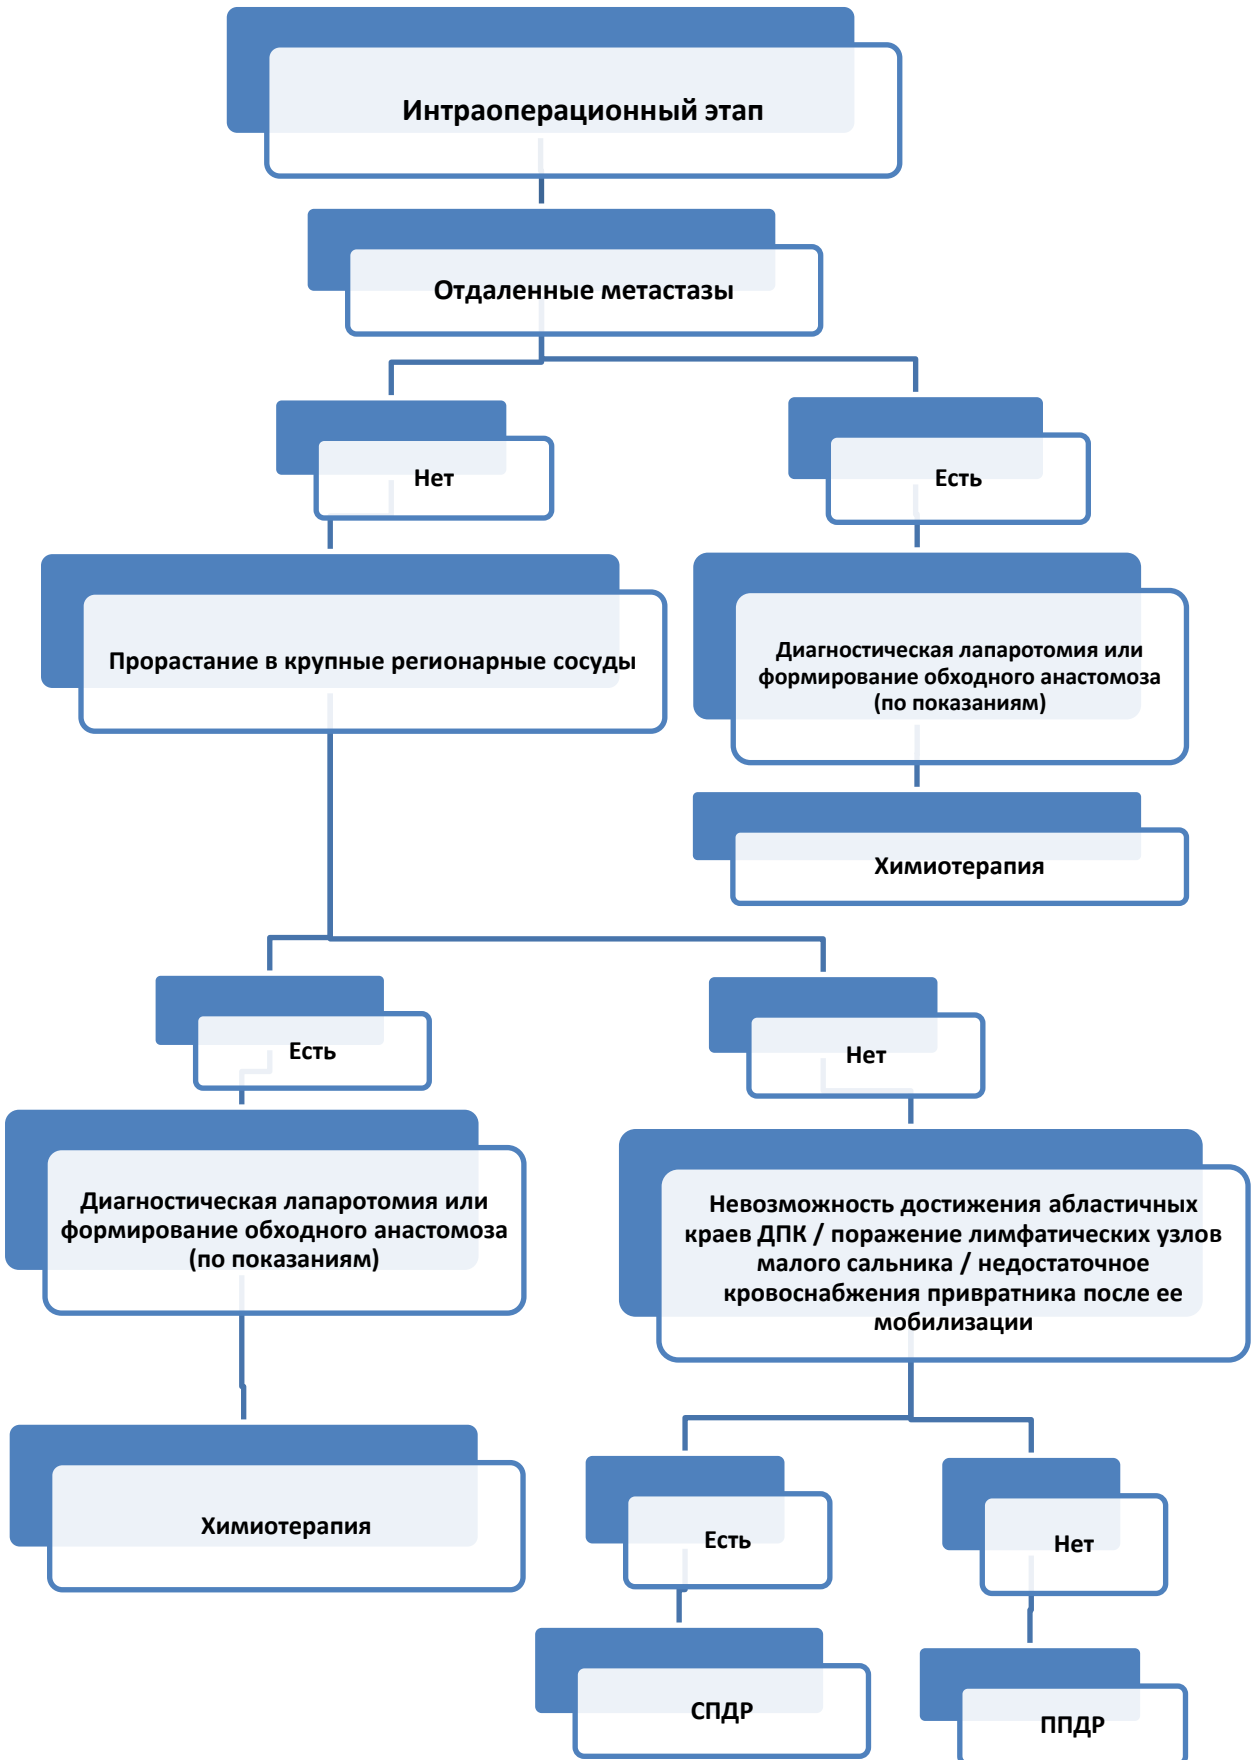 Интраоперационный этап
Отдаленные метастазы
Нет
Есть
Прорастание в крупные регионарные сосуды
Диагностическая лапаротомия или
формирование обходного анастомоза
(по показаниям)
Химиотерапия
Есть
Нет
Диагностическая лапаротомия или
формирование обходного анастомоза
(по показаниям)
Невозможность достижения абластичных
краев ДПК / поражение лимфатических узлов
малого сальника / недостаточное
кровоснабжения привратника после ее
мобилизации
Химиотерапия
Есть
Нет
СПДР
ППДР